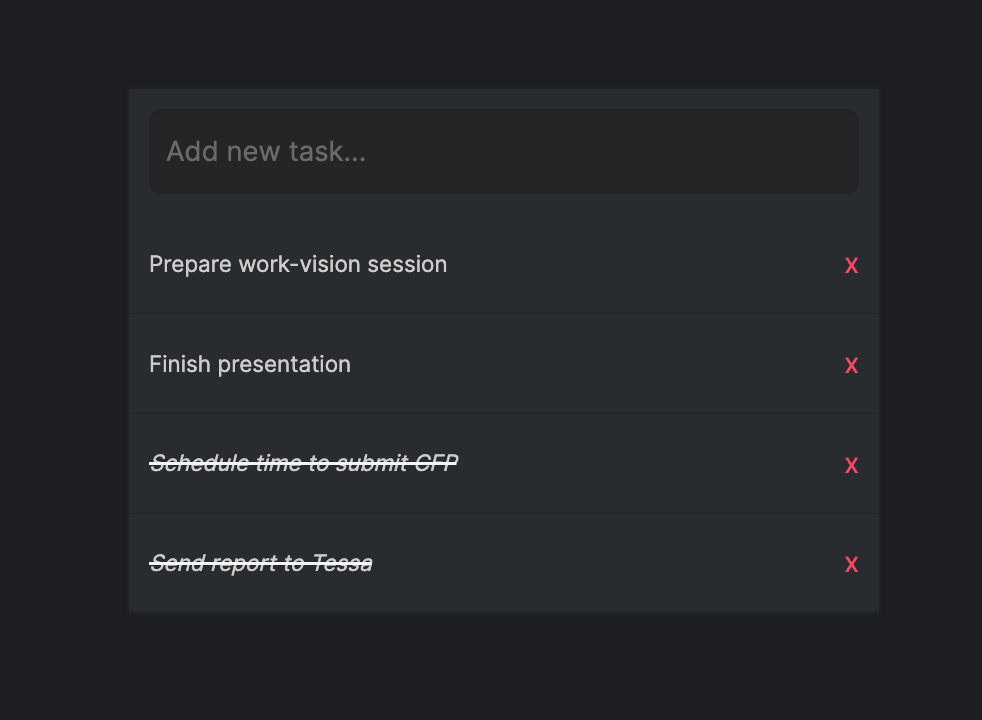 Add new task...
Prepare work-vision session
x
Finish presentation
x
Schedule time to submit CFP
x
Send report to Tessa
x